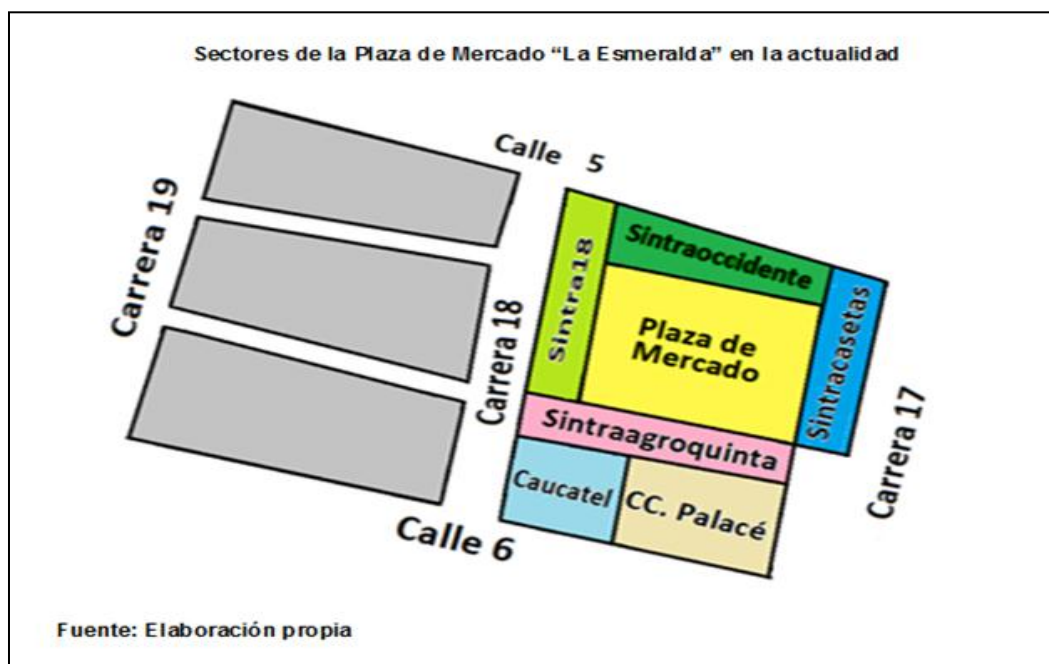 Sectores de la Plaza de Mercado “La Esmeralda” en la actualidad
Calle 5
Carrera 19
Carrera 18
Sintra18
Sintraoccidente
Plaza de
Mercado
Sintracasetas
Carrera 17
Sintraagroquinta
Caucatel
CC. Palacé
Calle 6
Fuente: Elaboración propia